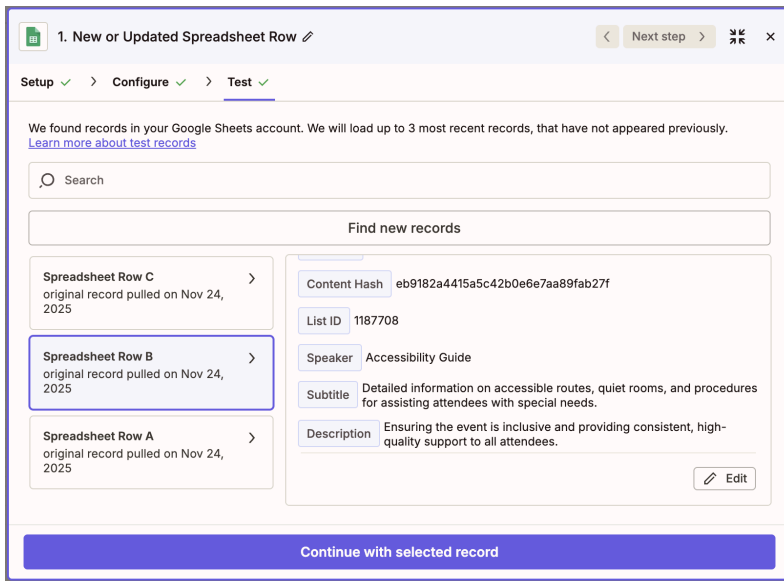 1. New or Updated Spreadsheet Row
Next step
Setup
Configure
Test
We found records in your Google Sheets account. We will load up to 3 most recent records, that have not appeared previously.
Learn more about test records
Search
Find new records
Spreadsheet Row C
original record pulled on Nov 24,
2025
Spreadsheet Row B
original record pulled on Nov 24,
2025
Spreadsheet Row A
original record pulled on Nov 24,
2025
Content Hash eb9182a4415a5c42b0e6e7aa89fab27f
List ID 1187708
Speaker Accessibility Guide
Subtitle Detailed information on accessible routes, quiet rooms, and procedures
for assisting attendees with special needs.
Description Ensuring the event is inclusive and providing consistent, high-
quality support to all attendees.
Edit
Continue with selected record